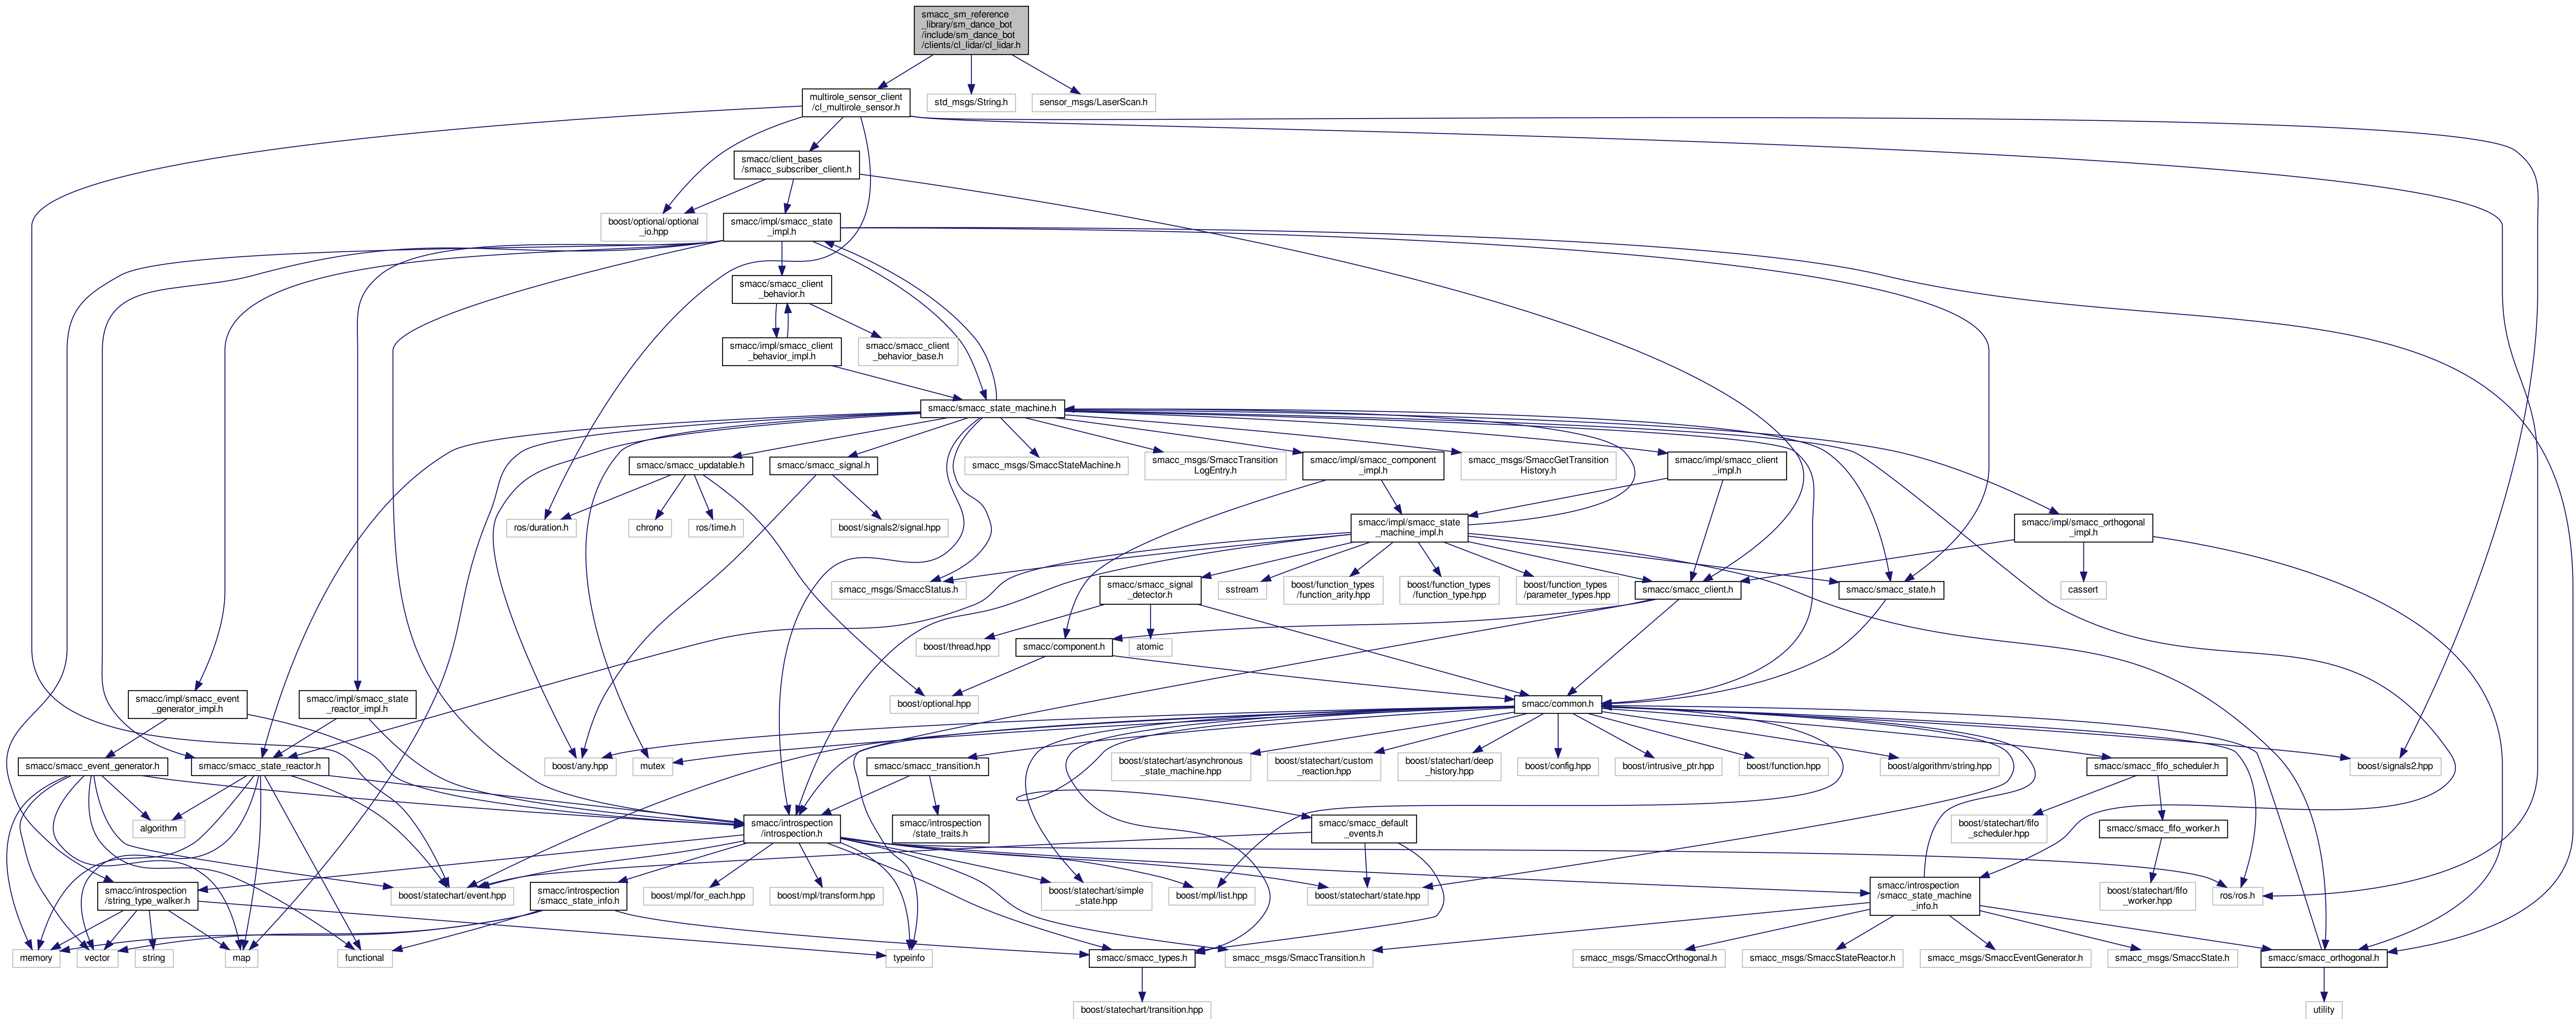 smacc_sm_reference
_library/sm_dance_bot
/include/sm_dance_bot
/clients/cl_lidar/cl_lidar.h
multirole_sensor_client
/cl_multirole_sensor.h
std_msgs/String.h
sensor_msgs/LaserScan.h
smacc/client_bases
/smacc_subscriber_client.h
boost/optional/optional
_io.hpp
smacc/impl/smacc_state
_impl.h
smacc/smacc_client
_behavior.h
smacc/impl/smacc_client
_behavior_impl.h
smacc/smacc_client
_behavior_base.h
smacc/smacc_state_machine.h
smacc/smacc_updatable.h
smacc/smacc_signal.h
smacc_msgs/SmaccStateMachine.h
smacc_msgs/SmaccTransition
LogEntry.h
smacc/impl/smacc_component
_impl.h
smacc_msgs/SmaccGetTransition
History.h
smacc/impl/smacc_client
_impl.h
ros/duration.h
chrono
ros/time.h
boost/signals2/signal.hpp
smacc/impl/smacc_state
_machine_impl.h
smacc/impl/smacc_orthogonal
_impl.h
smacc_msgs/SmaccStatus.h
smacc/smacc_signal
_detector.h
sstream
boost/function_types
/function_arity.hpp
boost/function_types
/function_type.hpp
boost/function_types
/parameter_types.hpp
smacc/smacc_client.h
smacc/smacc_state.h
cassert
boost/thread.hpp
smacc/component.h
atomic
smacc/impl/smacc_event
_generator_impl.h
smacc/impl/smacc_state
_reactor_impl.h
boost/optional.hpp
smacc/common.h
smacc/smacc_event_generator.h
smacc/smacc_state_reactor.h
boost/any.hpp
mutex
smacc/smacc_transition.h
boost/statechart/asynchronous
_state_machine.hpp
boost/statechart/custom
_reaction.hpp
boost/statechart/deep
_history.hpp
boost/config.hpp
boost/intrusive_ptr.hpp
boost/function.hpp
boost/algorithm/string.hpp
smacc/smacc_fifo_scheduler.h
boost/signals2.hpp
algorithm
smacc/introspection
/introspection.h
smacc/introspection
/state_traits.h
smacc/smacc_default
_events.h
boost/statechart/fifo
_scheduler.hpp
smacc/smacc_fifo_worker.h
smacc/introspection
/string_type_walker.h
boost/statechart/event.hpp
smacc/introspection
/smacc_state_info.h
boost/mpl/for_each.hpp
boost/mpl/transform.hpp
boost/statechart/simple
_state.hpp
boost/mpl/list.hpp
boost/statechart/state.hpp
smacc/introspection
/smacc_state_machine
_info.h
boost/statechart/fifo
_worker.hpp
ros/ros.h
memory
vector
string
map
functional
typeinfo
smacc/smacc_types.h
smacc_msgs/SmaccTransition.h
smacc_msgs/SmaccOrthogonal.h
smacc_msgs/SmaccStateReactor.h
smacc_msgs/SmaccEventGenerator.h
smacc_msgs/SmaccState.h
smacc/smacc_orthogonal.h
boost/statechart/transition.hpp
utility